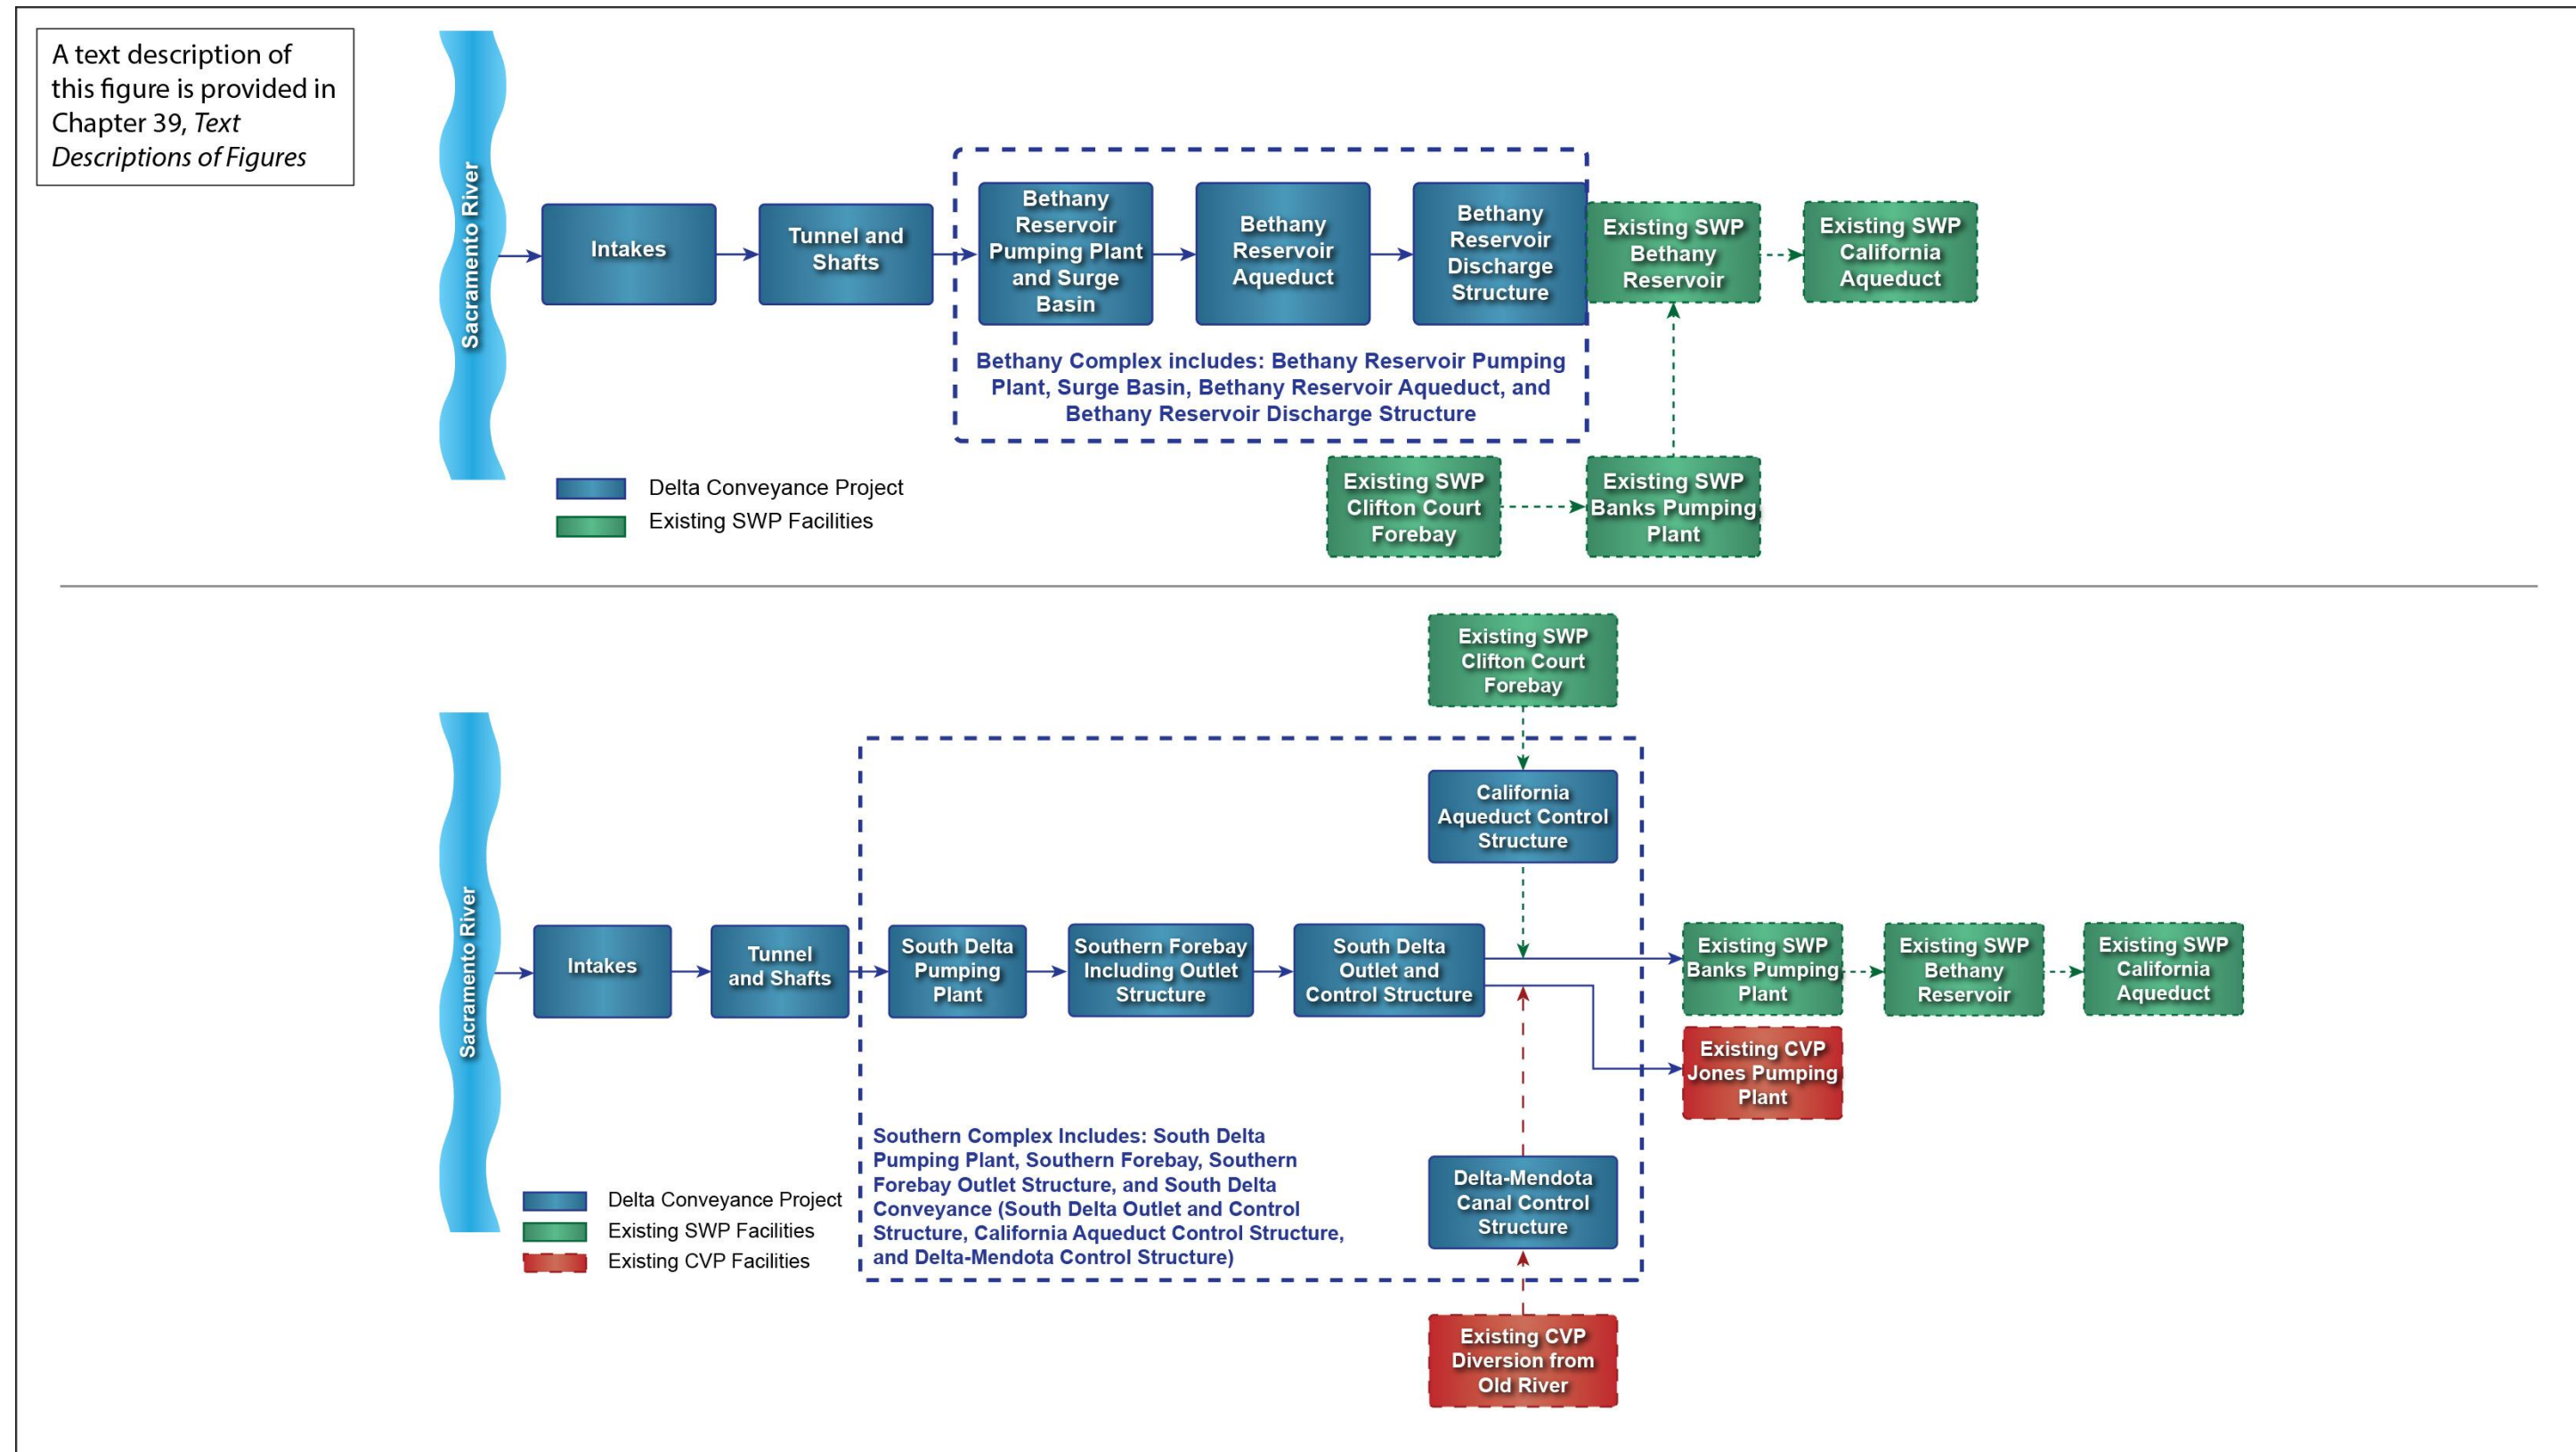 A text description of
this figure is provided in
Chapter 39, Text
Descriptions of Figures
Sacramento River
Intakes
Tunnel and
Shafts
Bethany
Reservoir
Pumping Plant
and Surge
Basin
Bethany
Reservoir
Aqueduct
Bethany
Reservoir
Discharge
Structure
Existing SWP
Bethany
Reservoir
Existing SWP
California
Aqueduct
Bethany Complex includes: Bethany Reservoir Pumping
Plant, Surge Basin, Bethany Reservoir Aqueduct, and
Bethany Reservoir Discharge Structure
Existing SWP
Clifton Court
Forebay
Existing SWP
Banks Pumping
Plant
Delta Conveyance Project
Existing SWP Facilities
Existing SWP
Clifton Court
Forebay
California
Aqueduct Control
Structure
Sacramento River
Intakes
Tunnel
and Shafts
South Delta
Pumping
Plant
Southern Forebay
Including Outlet
Structure
South Delta
Outlet and
Control Structure
Existing SWP
Banks Pumping
Plant
Existing SWP
Bethany
Reservoir
Existing SWP
California
Aqueduct
Existing CVP
Jones Pumping
Plant
Southern Complex Includes: South Delta
Pumping Plant, Southern Forebay, Southern
Forebay Outlet Structure, and South Delta
Conveyance (South Delta Outlet and Control
Structure, California Aqueduct Control Structure,
and Delta-Mendota Control Structure)
Delta-Mendota
Canal Control
Structure
Delta Conveyance Project
Existing SWP Facilities
Existing CVP Facilities
Existing CVP
Diversion from
Old River